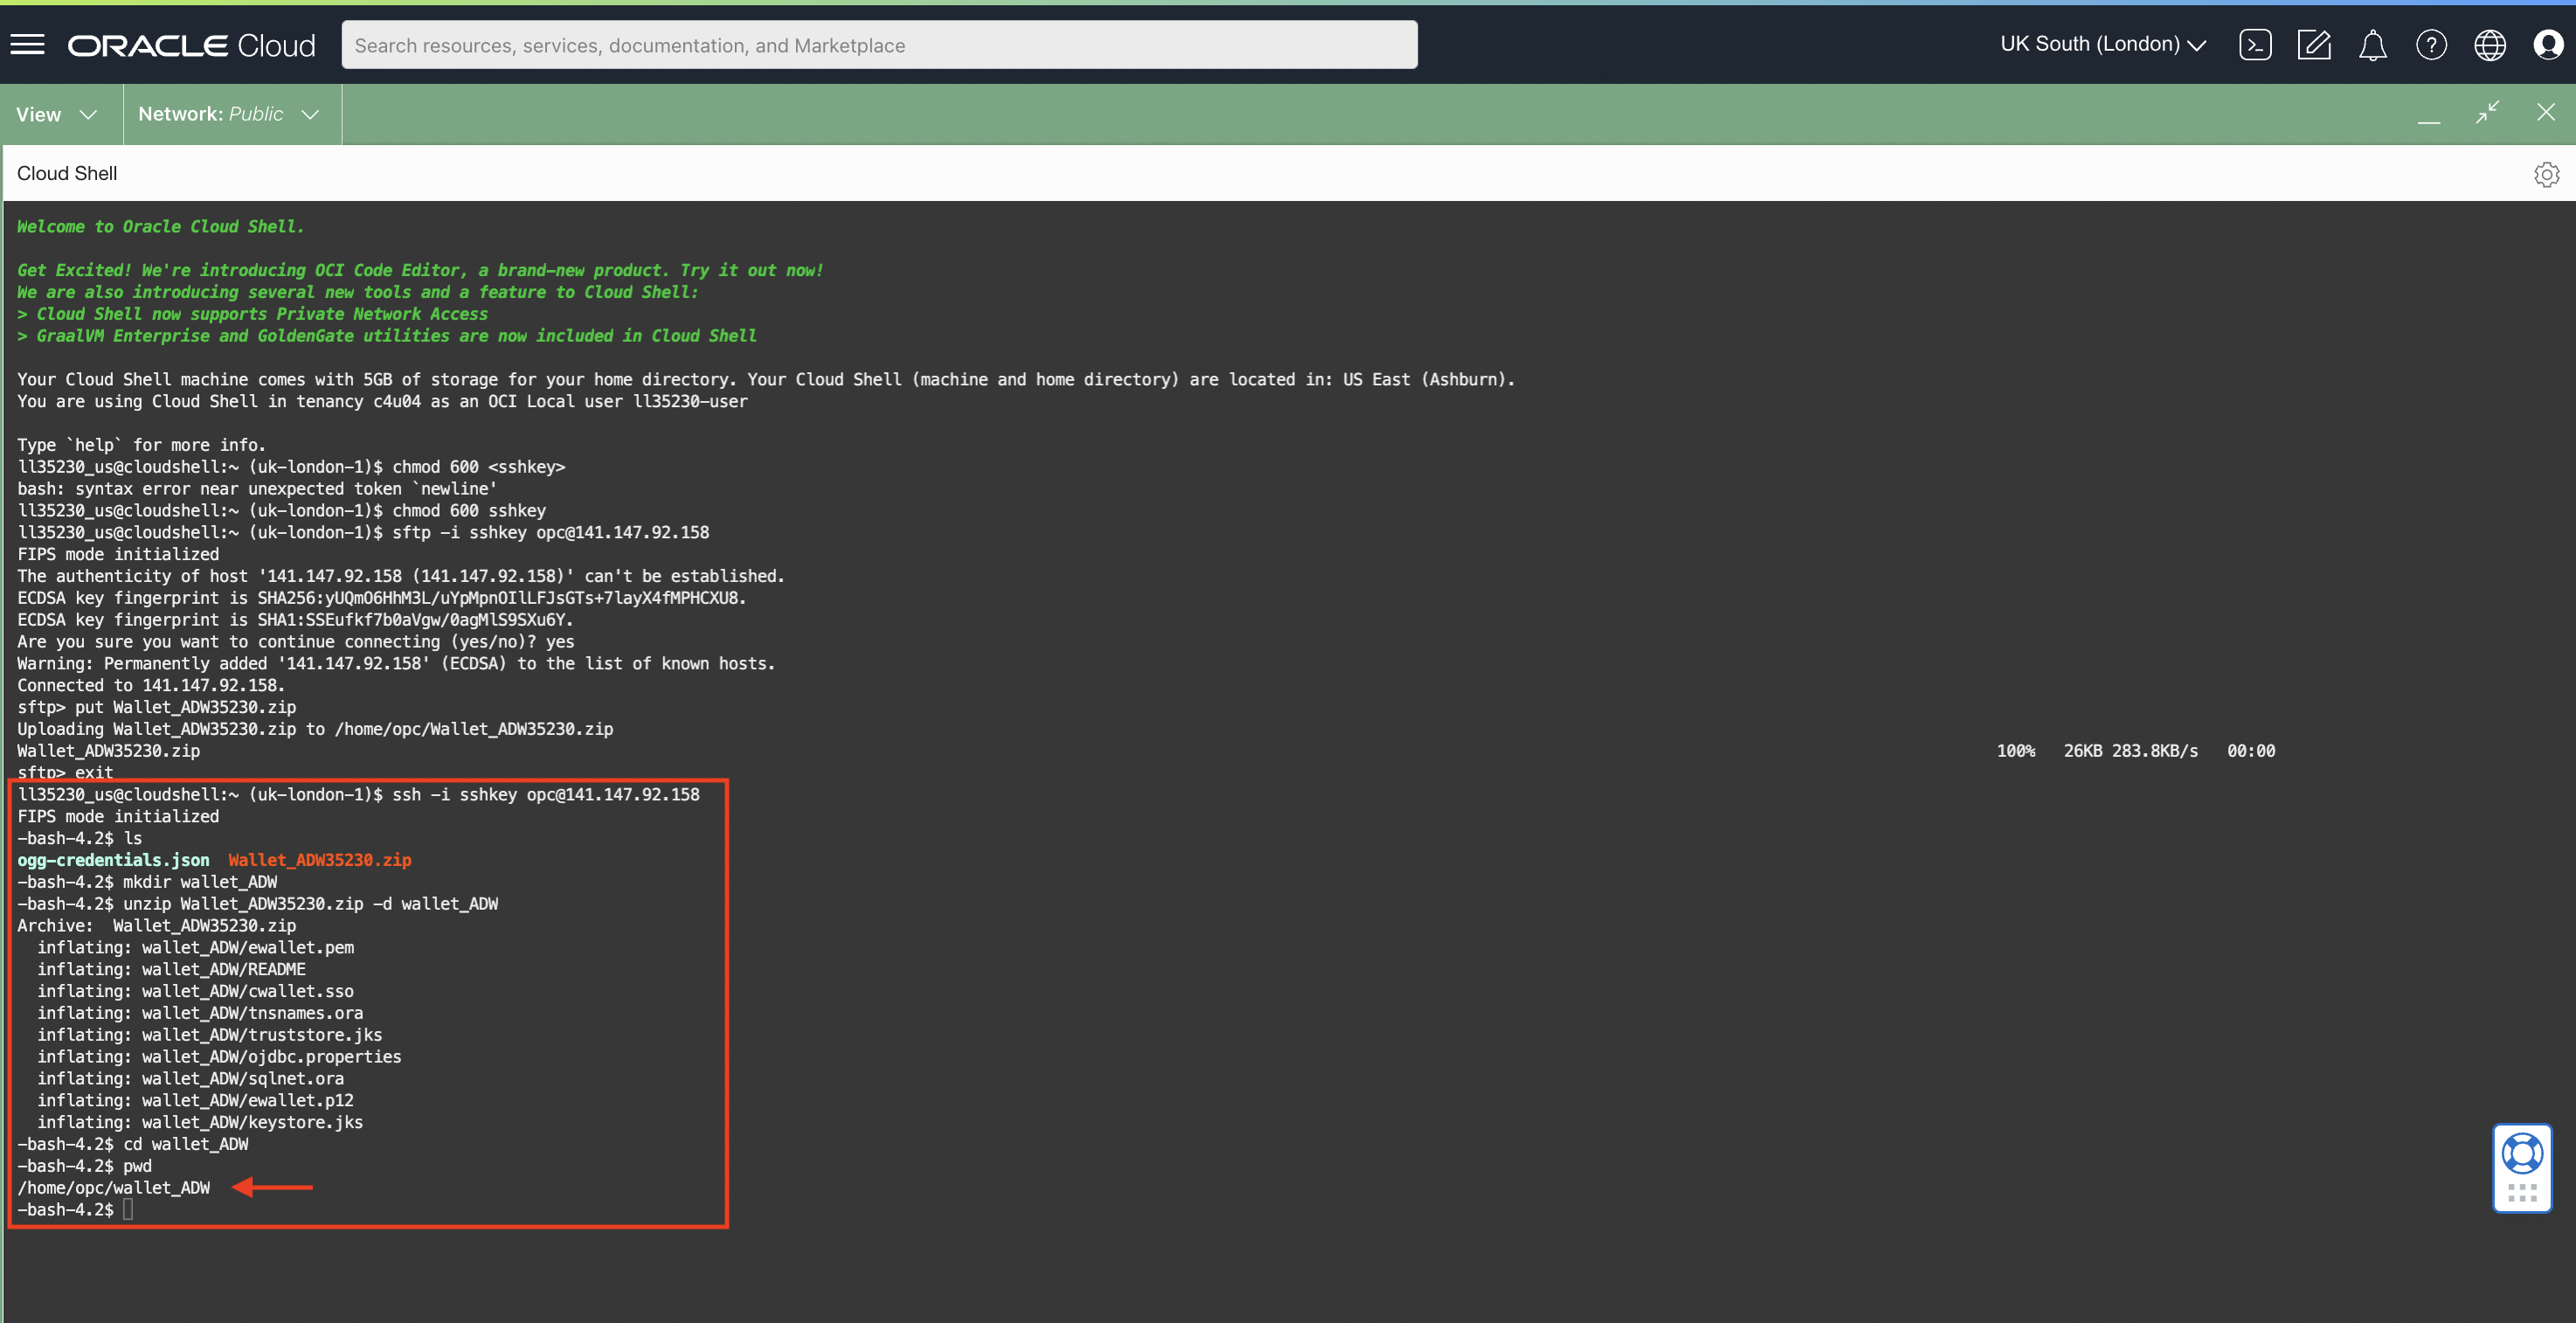 ORACLE Cloud
Search resources, services, documentation, and Marketplace
UK South (London)
View
Network: Public
Cloud Shell
Welcome to Oracle Cloud Shell.
Get Excited! We're introducing OCI Code Editor, a brand-new product. Try it out now!
We are also introducing several new tools and a feature to Cloud Shell:
> Cloud Shell now supports Private Network Access
> GraalVM Enterprise and GoldenGate utilities are now included in Cloud Shell
Your Cloud Shell machine comes with 5GB of storage for your home directory. Your Cloud Shell (machine and home directory) are located in: US East (Ashburn).
You are using Cloud Shell in tenancy c4u04 as an OCI Local user ll35230-user
Type `help` for more info.
ll35230_us@cloudshell:~ (uk-london-1)$ chmod 600 <sshkey>
bash: syntax error near unexpected token `newline'
ll35230_us@cloudshell:~ (uk-london-1)$ chmod 600 sshkey
ll35230_us@cloudshell:~ (uk-london-1)$ sftp -i sshkey opc@141.147.92.158
FIPS mode initialized
The authenticity of host '141.147.92.158 (141.147.92.158)' can't be established.
ECDSA key fingerprint is SHA256:yUQmO6HhM3L/uYpMpnOIlLFJsGTs+7layX4fMPHCXU8.
ECDSA key fingerprint is SHA1:SSEufkf7b0aVgw/0agMlS9SXu6Y.
Are you sure you want to continue connecting (yes/no)? yes
Warning: Permanently added '141.147.92.158' (ECDSA) to the list of known hosts.
Connected to 141.147.92.158.
sftp> put Wallet_ADW35230.zip
Uploading Wallet_ADW35230.zip to /home/opc/Wallet_ADW35230.zip
Wallet_ADW35230.zip 100% 26KB 283.8KB/s 00:00
sftp> exit
ll35230_us@cloudshell:~ (uk-london-1)$ ssh -i sshkey opc@141.147.92.158
FIPS mode initialized
-bash-4.2$ ls
ogg-credentials.json Wallet_ADW35230.zip
-bash-4.2$ mkdir wallet_ADW
-bash-4.2$ unzip Wallet_ADW35230.zip -d wallet_ADW
Archive: Wallet_ADW35230.zip
inflating: wallet_ADW/ewallet.pem
inflating: wallet_ADW/README
inflating: wallet_ADW/cwallet.sso
inflating: wallet_ADW/tnsnames.ora
inflating: wallet_ADW/truststore.jks
inflating: wallet_ADW/ojdbc.properties
inflating: wallet_ADW/sqlnet.ora
inflating: wallet_ADW/ewallet.p12
inflating: wallet_ADW/keystore.jks
-bash-4.2$ cd wallet_ADW
-bash-4.2$ pwd
/home/opc/wallet_ADW
-bash-4.2$